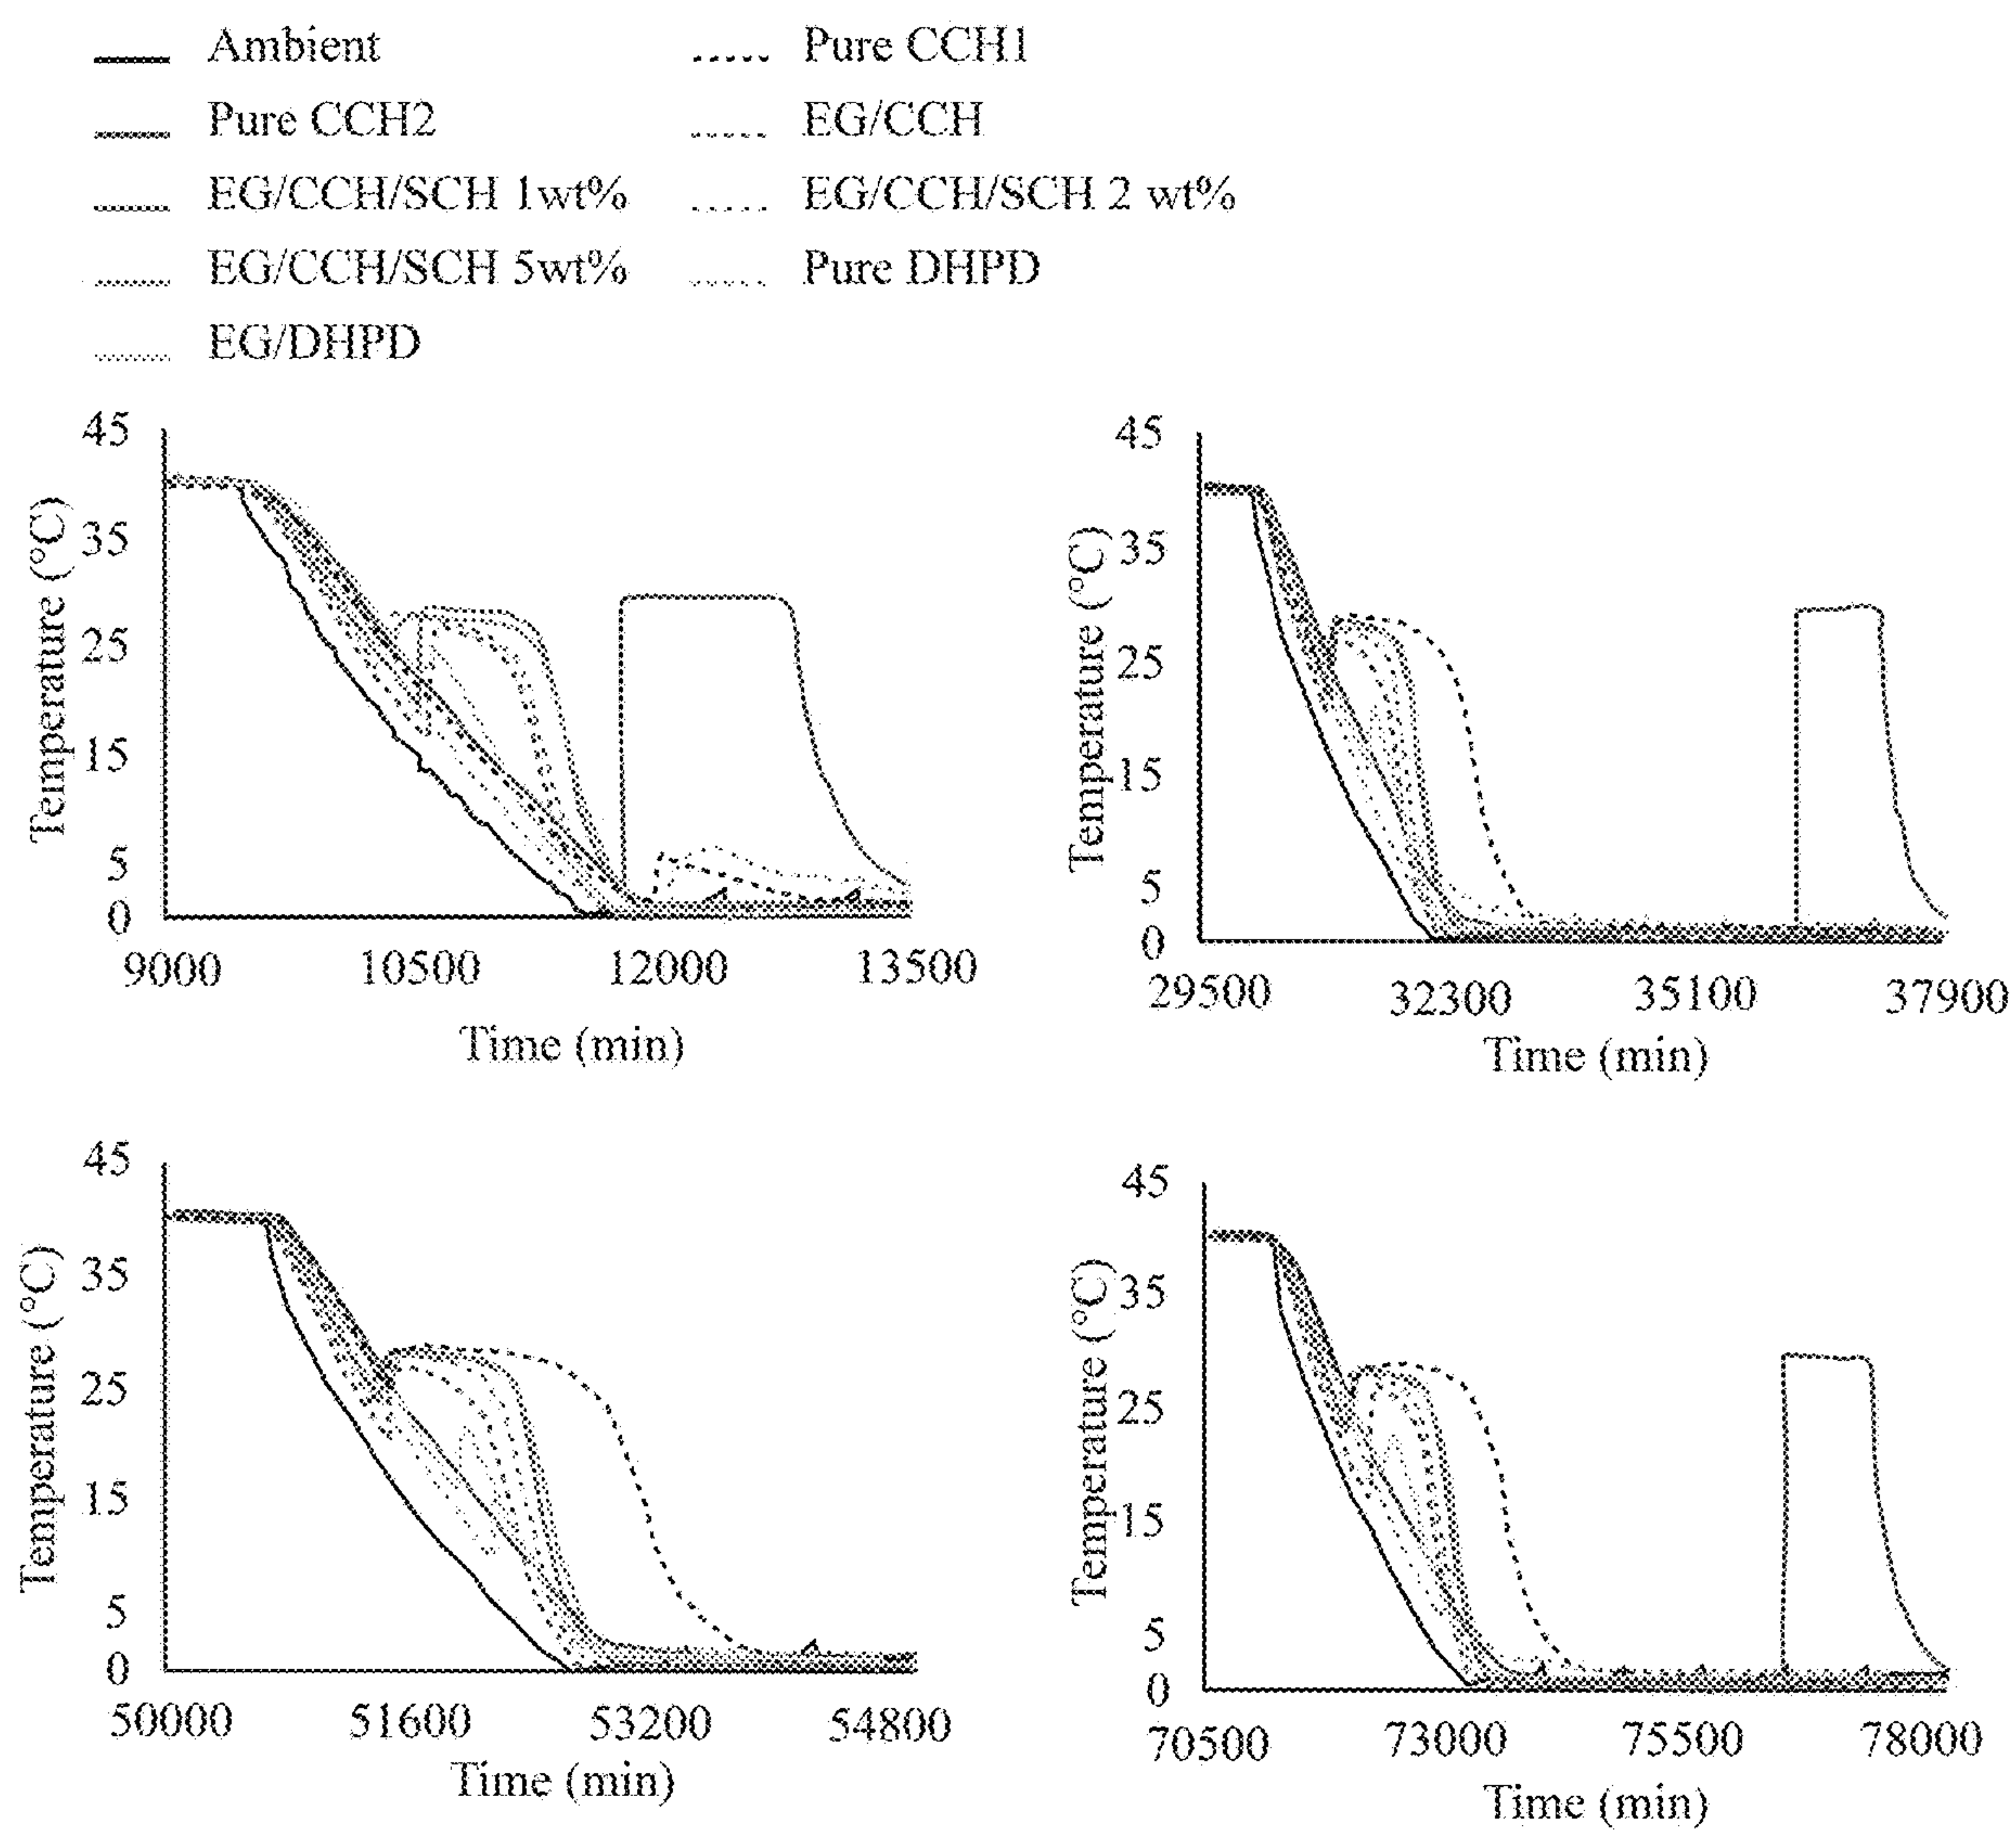 Ambient
Pure CCH1
Pure CCH2
EG/CCH
EG/CCH/SCH 1wt%
EG/CCH/SCH 2 wt%
EG/CCH/SCH 5wt%
Pure DHPD
EG/DHPD
45
35
25
15
5
0
Temperature (°C)
9000 10500 12000 13500
Time (min)
45
35
25
15
5
0
Temperature (°C)
29500 32300 35100 37900
Time (min)
45
35
25
15
5
0
Temperature (°C)
50000 51600 53200 54800
Time (min)
45
35
25
15
5
0
Temperature (°C)
70500 73000 75500 78000
Time (min)